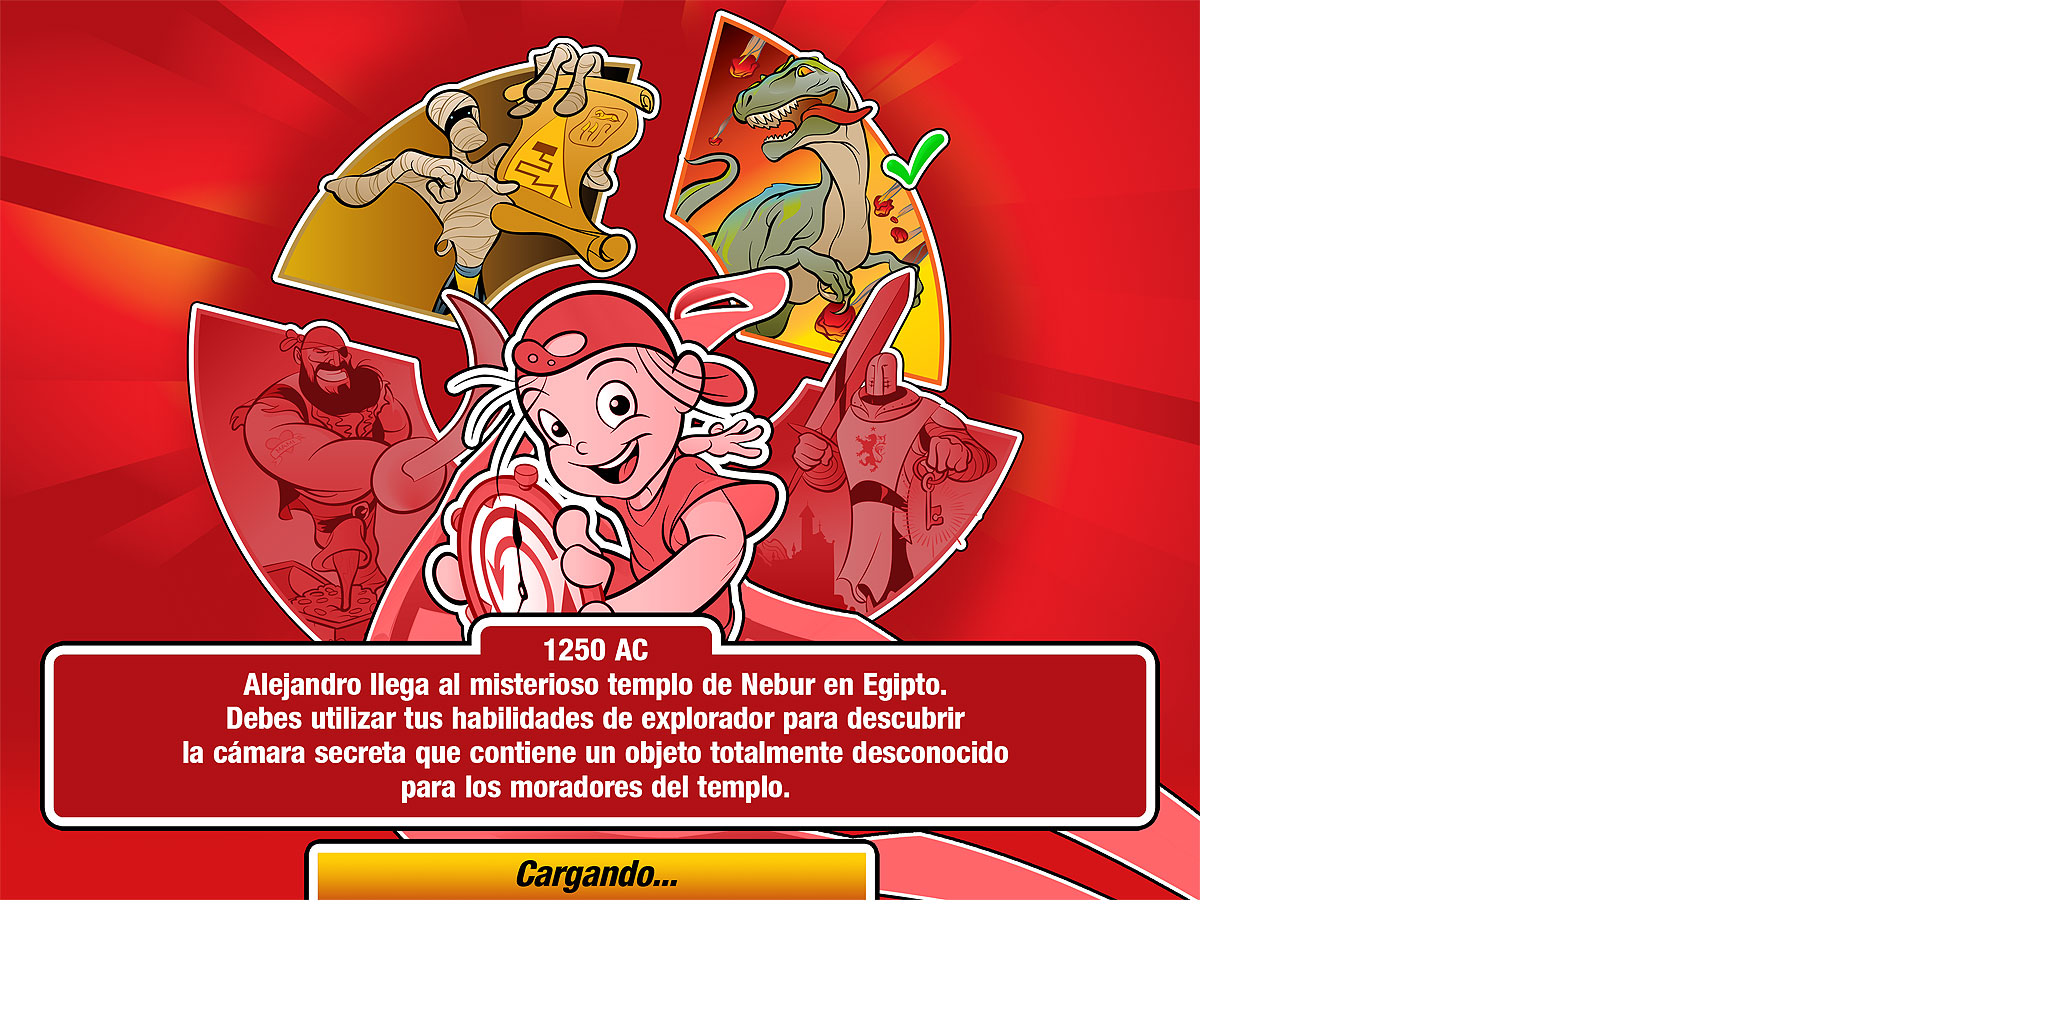 1250 AC
Alejandro llega al misterioso templo de Nebur en Egipto.
Debes utilizar tus habilidades de explorador para descubrir
la cámara secreta que contiene un objeto totalmente desconocido
para los moradores del templo.
Cargando...